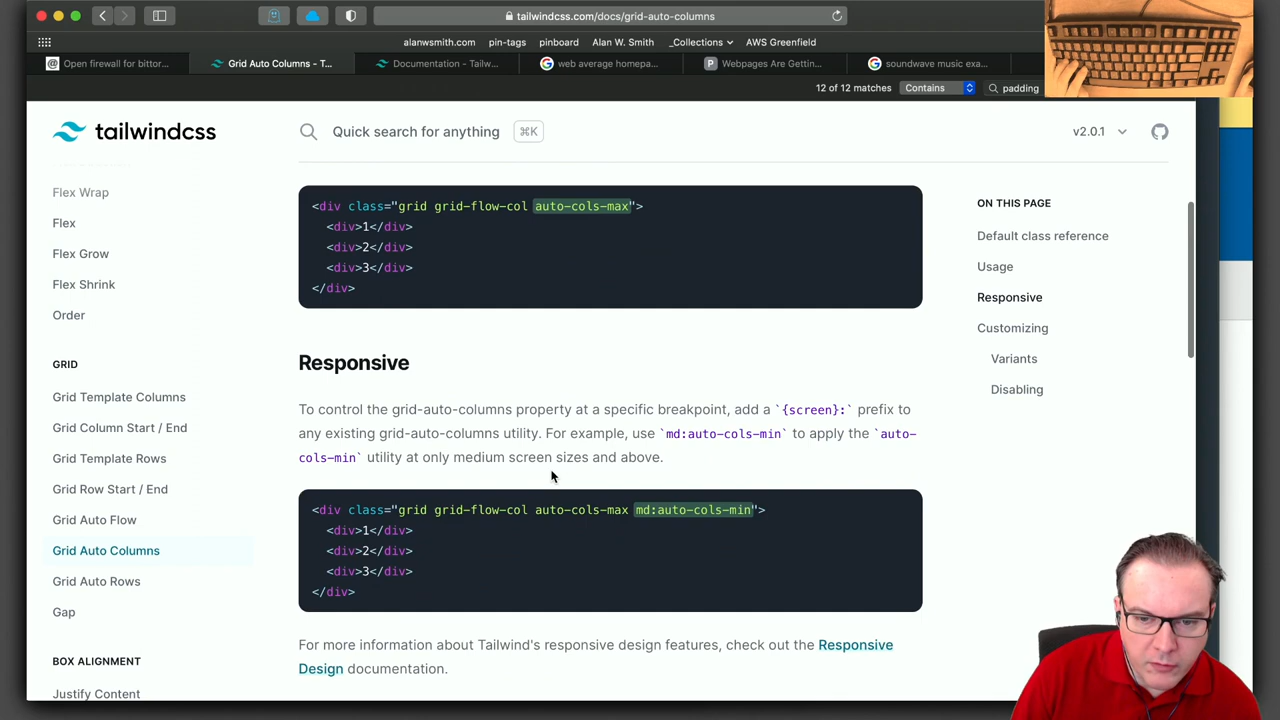 tailwindcss.com/docs/grid-auto-columns
alanwsmith.com pin-tags pinboard Alan W. Smith _Collections AWS Greenfield
Open firewall for bittor...
Grid Auto Columns - T...
Documentation - Tailw...
web average homepa...
Webpages Are Gettin...
soundwave music exa...
12 of 12 matches Contains padding
tailwindcss
Quick search for anything ⌘K
v2.0.1
Flex Wrap
Flex
Flex Grow
Flex Shrink
Order
GRID
Grid Template Columns
Grid Column Start / End
Grid Template Rows
Grid Row Start / End
Grid Auto Flow
Grid Auto Columns
Grid Auto Rows
Gap
BOX ALIGNMENT
Justify Content
<div class="grid grid-flow-col auto-cols-max">
<div>1</div>
<div>2</div>
<div>3</div>
</div>
Responsive
To control the grid-auto-columns property at a specific breakpoint, add a `{screen}:` prefix to
any existing grid-auto-columns utility. For example, use `md:auto-cols-min` to apply the `auto-
cols-min` utility at only medium screen sizes and above.
<div class="grid grid-flow-col auto-cols-max md:auto-cols-min">
<div>1</div>
<div>2</div>
<div>3</div>
</div>
For more information about Tailwind's responsive design features, check out the Responsive
Design documentation.
ON THIS PAGE
Default class reference
Usage
Responsive
Customizing
Variants
Disabling